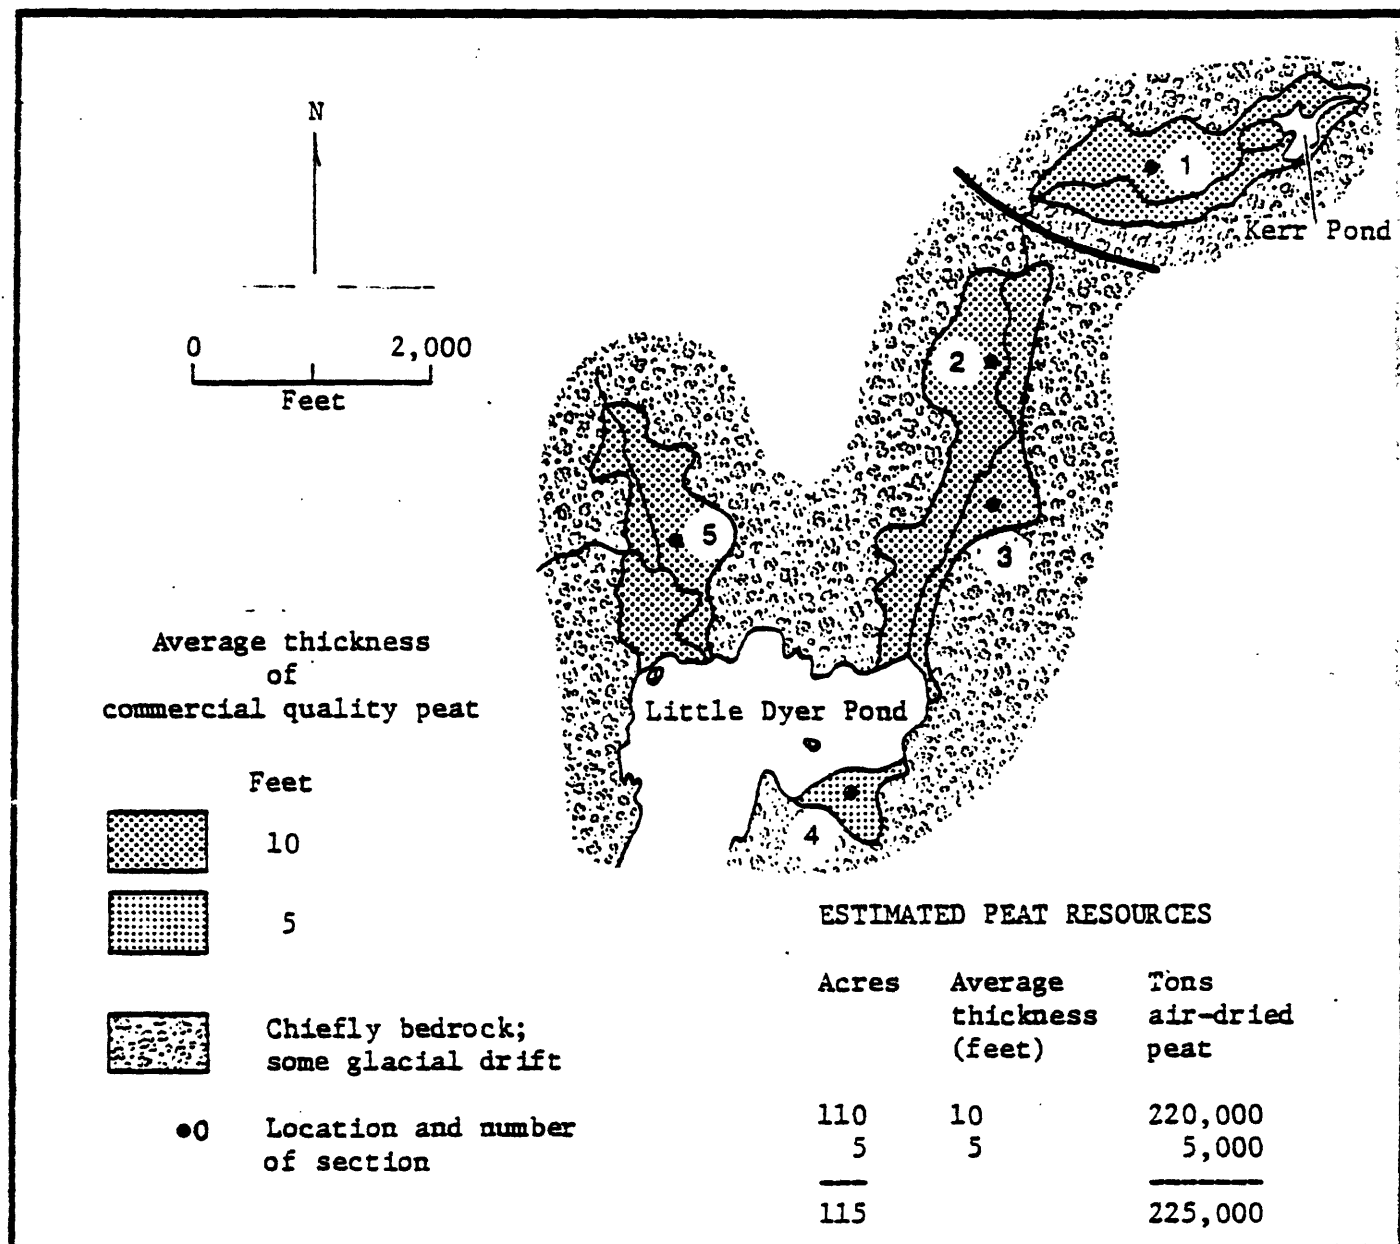 N
0 2,000
Feet
1
Kerr Pond
2
3
5
Little Dyer Pond
4
Average thickness
of
commercial quality peat
Feet
10
5
Chiefly bedrock;
some glacial drift
0 Location and number
of section
ESTIMATED PEAT RESOURCES
Acres Average Tons
thickness air-dried
(feet) peat
110 10 220,000
5 5 5,000
115 225,000